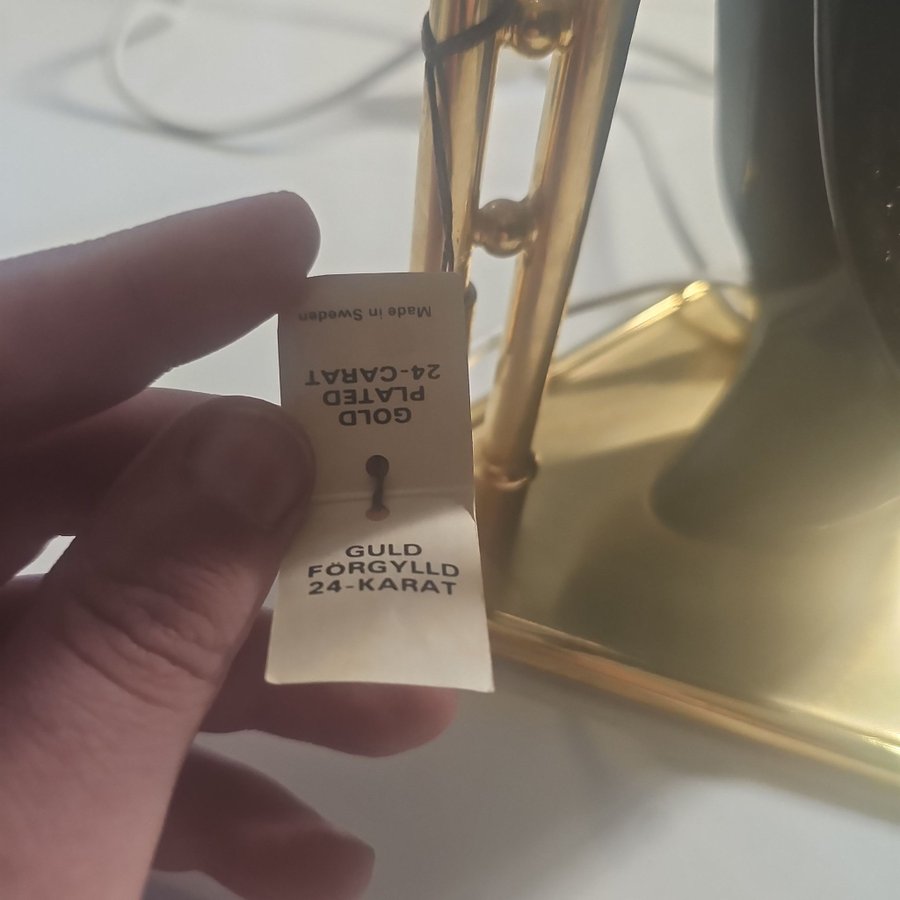 GOLD
PLATED
24-CARAT
Made in Sweden
GULD
FÖRGYLLD
24-KARAT